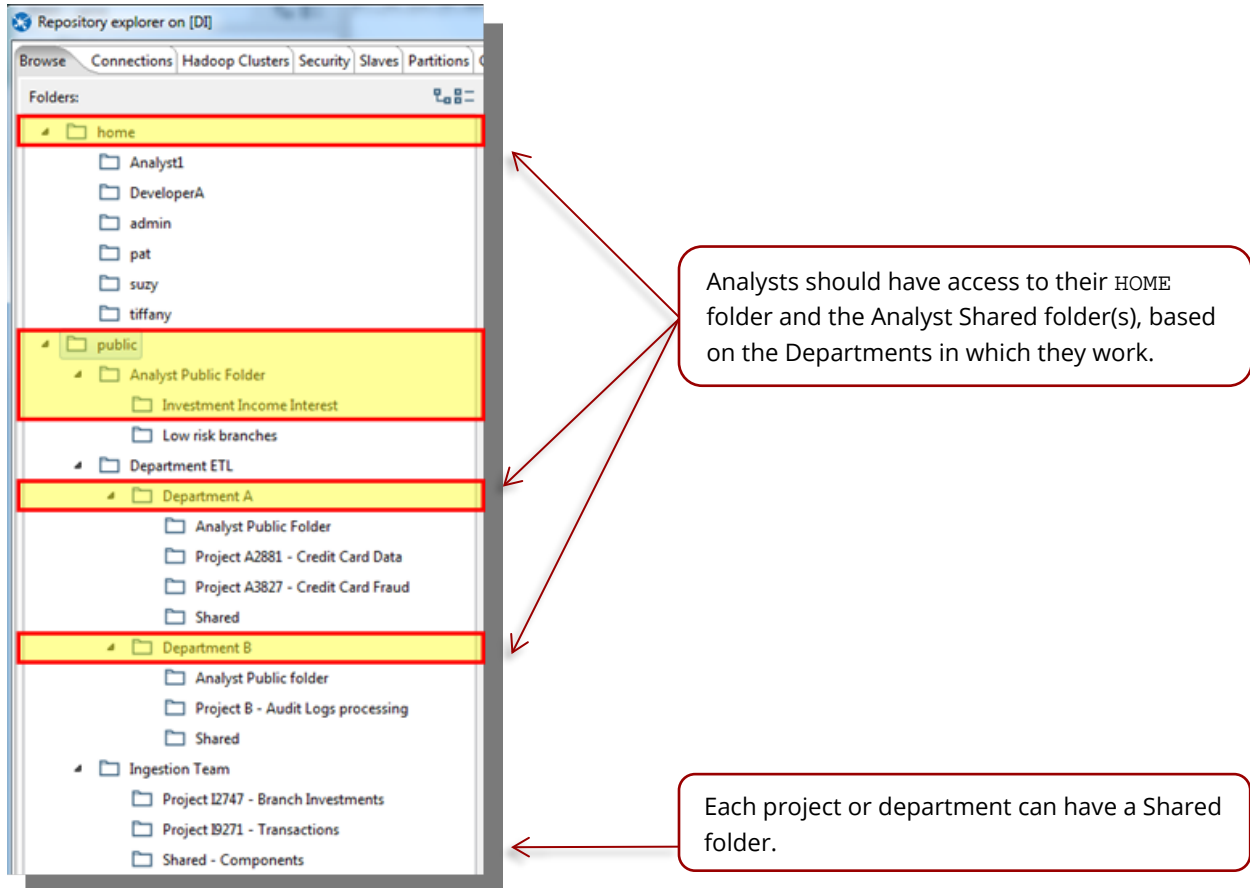 Repository explorer on [DI]
Browse Connections Hadoop Clusters Security Slaves Partitions
Folders:
home
Analyst1
DeveloperA
admin
pat
suzy
tiffany
public
Analyst Public Folder
Investment Income Interest
Low risk branches
Department ETL
Department A
Analyst Public Folder
Project A2881 - Credit Card Data
Project A3827 - Credit Card Fraud
Shared
Department B
Analyst Public folder
Project B - Audit Logs processing
Shared
Ingestion Team
Project I2747 - Branch Investments
Project I9271 - Transactions
Shared - Components
Analysts should have access to their HOME
folder and the Analyst Shared folder(s), based
on the Departments in which they work.
Each project or department can have a Shared
folder.